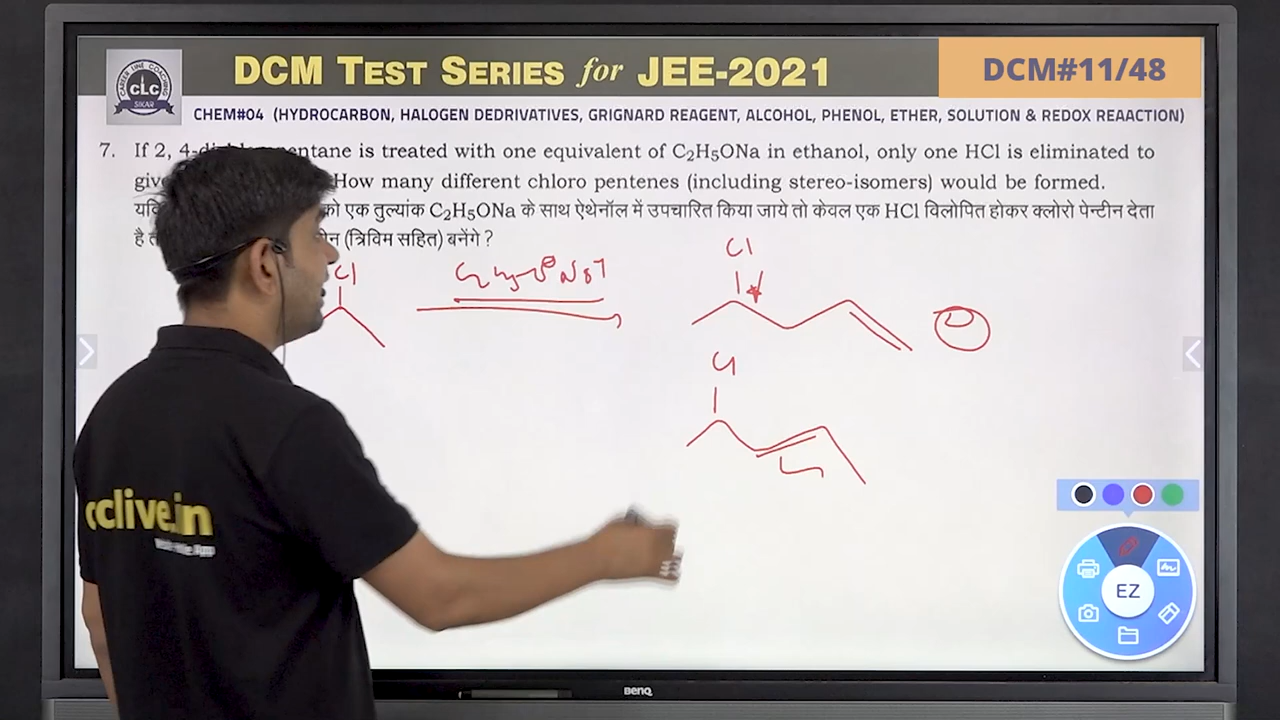 DCM TEST SERIES for JEE-2021
DCM#11/48
CAREER LINE COACHING
CLC
SIKAR
CHEM#04 (HYDROCARBON, HALOGEN DEDRIVATIVES, GRIGNARD REAGENT, ALCOHOL, PHENOL, ETHER, SOLUTION & REDOX REAACTION)
7. If 2, 4- pentane is treated with one equivalent of C₂H₅ONa in ethanol, only one HCl is eliminated to
How many different chloro pentenes (including stereo-isomers) would be formed.
को एक तुल्यांक C₂H₅ONa के साथ ऐथेनॉल में उपचारित किया जाये तो केवल एक HCl विलोपित होकर क्लोरो पेन्टीन देता
है (त्रिविम सहित) बनेंगे ?
Cl
Cl
Cl
cclive.in
EZ
BenQ